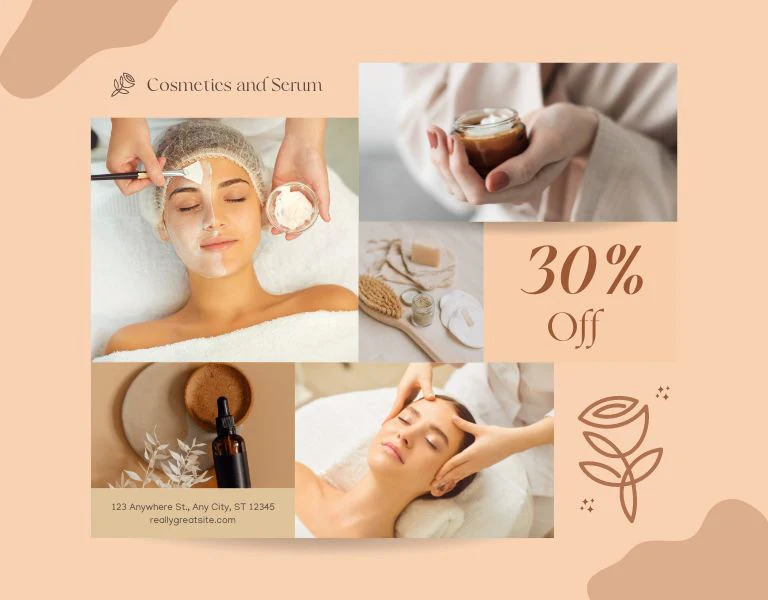 Cosmetics and Serum
30%
Off
123 Anywhere St., Any City, ST 12345
reallygreatsite.com